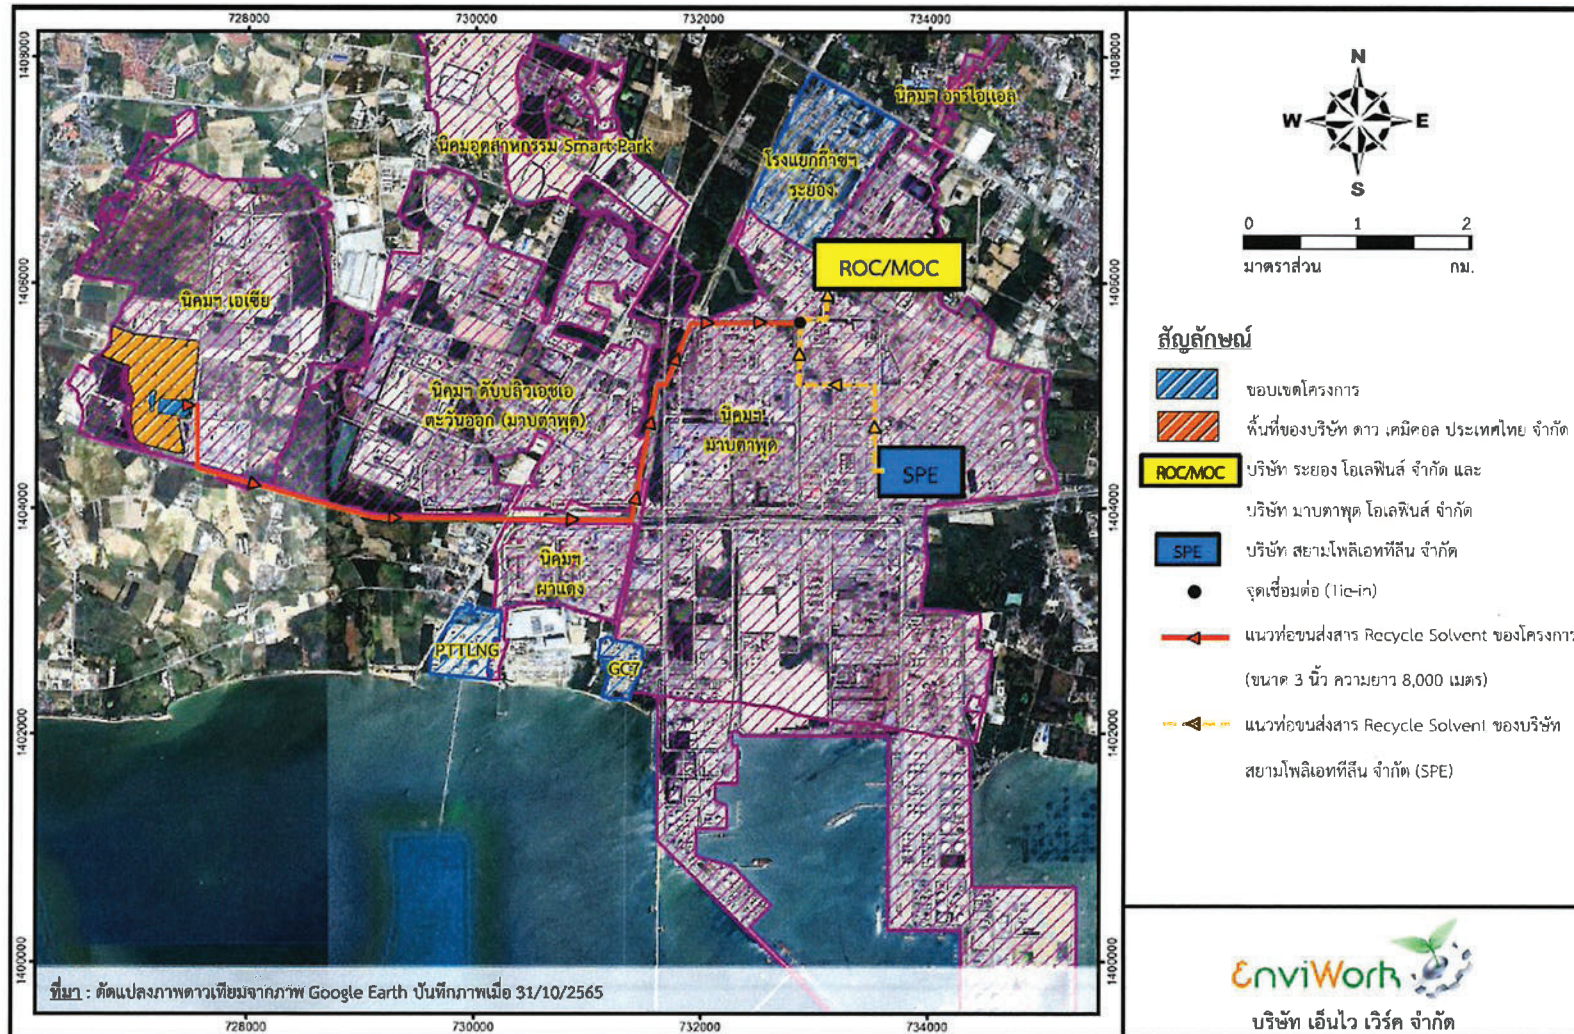 728000 730000 732000 734000
1408000 1408000
นิคมฯ อาร์ไอแอล
นิคมอุตสาหกรรม Smart Park
โรงแยกก๊าซฯ
ระยอง
ROC/MOC
1406000 1406000
นิคมฯ เอเซีย
นิคมฯ ดับบลิวเอชเอ
ตะวันออก (มาบตาพุด)
นิคมฯ
มาบตาพุด
SPE
1404000 1404000
นิคมฯ
ผาแดง
PTTLNG
GC7
1402000 1402000
1400000 1400000
ที่มา : ดัดแปลงภาพดาวเทียมจากภาพ Google Earth บันทึกภาพเมื่อ 31/10/2565
728000 730000 732000 734000
N
W E
S
0 1 2
มาตราส่วน กม.
สัญลักษณ์
ขอบเขตโครงการ
พื้นที่ของบริษัท ดาว เคมิคอล ประเทศไทย จำกัด
ROC/MOC บริษัท ระยอง โอเลฟินส์ จำกัด และ
บริษัท มาบตาพุด โอเลฟินส์ จำกัด
SPE บริษัท สยามโพลิเอททีลีน จำกัด
จุดเชื่อมต่อ (Tie-in)
แนวท่อขนส่งสาร Recycle Solvent ของโครงการ
(ขนาด 3 นิ้ว ความยาว 8,000 เมตร)
แนวท่อขนส่งสาร Recycle Solvent ของบริษัท
สยามโพลิเอททีลีน จำกัด (SPE)
EnviWork
บริษัท เอ็นไว เวิร์ค จำกัด